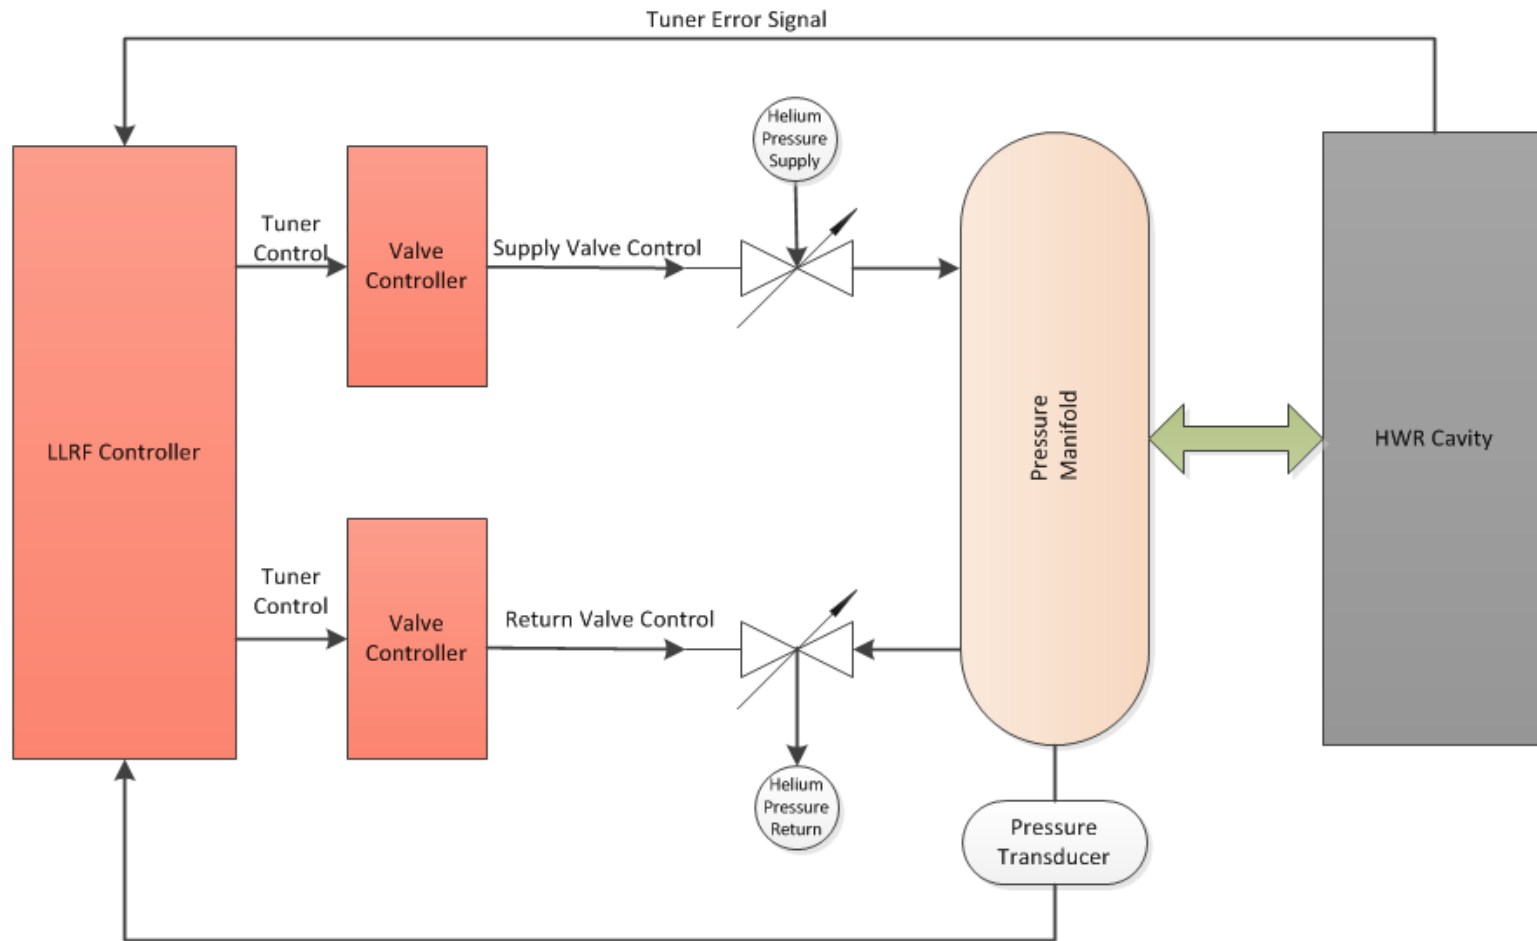 Tuner Error Signal
Helium
Pressure
Supply
Tuner
Control
Valve
Controller
Supply Valve Control
LLRF Controller
Pressure
Manifold
HWR Cavity
Tuner
Control
Valve
Controller
Return Valve Control
Helium
Pressure
Return
Pressure
Transducer